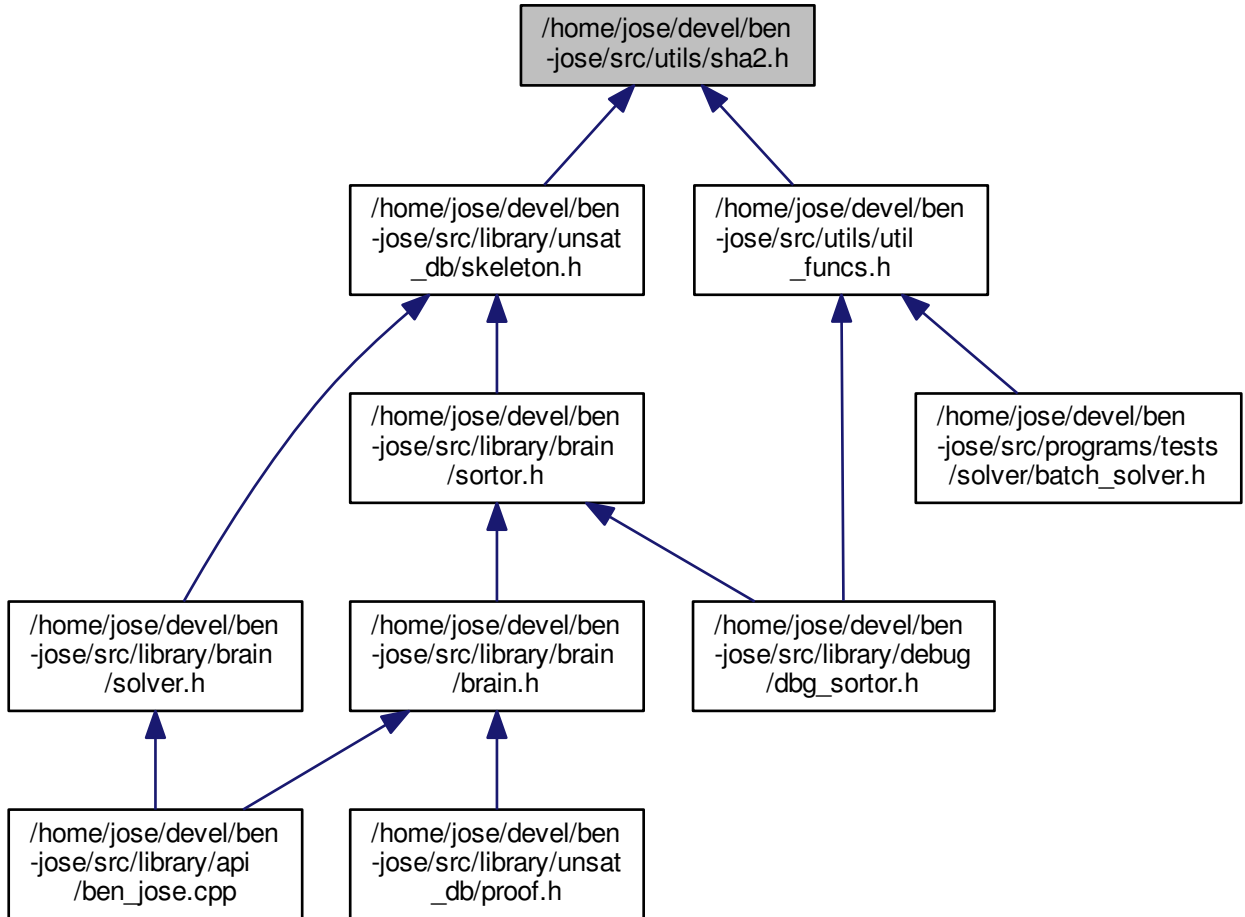 /home/jose/devel/ben
-jose/src/utils/sha2.h
/home/jose/devel/ben
-jose/src/library/unsat
_db/skeleton.h
/home/jose/devel/ben
-jose/src/utils/util
_funcs.h
/home/jose/devel/ben
-jose/src/library/brain
/sortor.h
/home/jose/devel/ben
-jose/src/programs/tests
/solver/batch_solver.h
/home/jose/devel/ben
-jose/src/library/brain
/solver.h
/home/jose/devel/ben
-jose/src/library/brain
/brain.h
/home/jose/devel/ben
-jose/src/library/debug
/dbg_sortor.h
/home/jose/devel/ben
-jose/src/library/api
/ben_jose.cpp
/home/jose/devel/ben
-jose/src/library/unsat
_db/proof.h